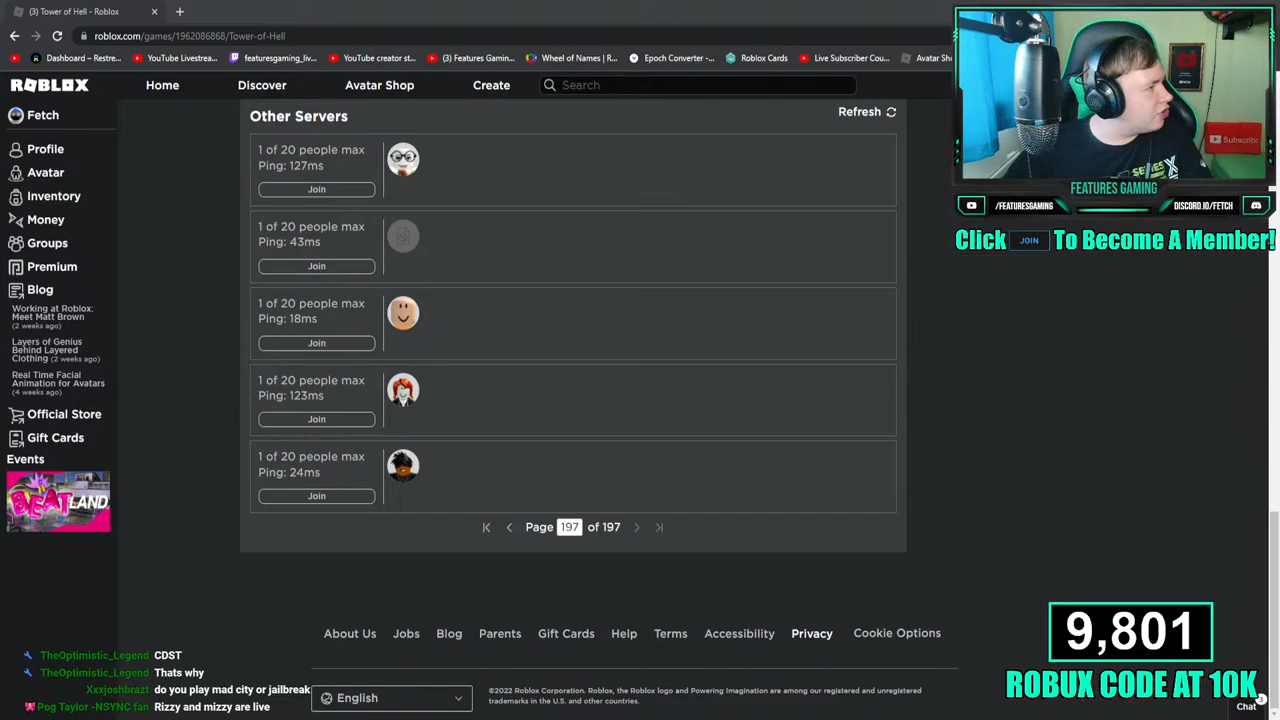 (3) Tower of Hell - Roblox
roblox.com/games/1962086868/Tower-of-Hell
Dashboard – Restre...
YouTube Livestrea...
featuresgaming_liv...
YouTube creator st...
(3) Features Gamin...
Wheel of Names | R...
Epoch Converter -...
Roblox Cards
Live Subscriber Cou...
Avatar Sho
ROBLOX
Home
Discover
Avatar Shop
Create
Search
Fetch
Profile
Avatar
Inventory
Money
Groups
Premium
Blog
Working at Roblox:
Meet Matt Brown
(2 weeks ago)
Layers of Genius
Behind Layered
Clothing (2 weeks ago)
Real Time Facial
Animation for Avatars
(4 weeks ago)
Official Store
Gift Cards
Events
BEATLAND
Other Servers
Refresh
1 of 20 people max
Ping: 127ms
Join
1 of 20 people max
Ping: 43ms
Join
1 of 20 people max
Ping: 18ms
Join
1 of 20 people max
Ping: 123ms
Join
1 of 20 people max
Ping: 24ms
Join
Page 197 of 197
About Us
Jobs
Blog
Parents
Gift Cards
Help
Terms
Accessibility
Privacy
Cookie Options
English
©2022 Roblox Corporation. Roblox, the Roblox logo and Powering Imagination are among our registered and unregistered
trademarks in the U.S. and other countries.
TheOptimistic_Legend CDST
TheOptimistic_Legend Thats why
Xxxjoshbrazt do you play mad city or jailbreak
Pog Taylor -NSYNC fan Rizzy and mizzy are live
Subscribe
FEATURES GAMING
/FEATURESGAMING
DISCORD.IO/FETCH
Click JOIN To Become A Member!
9,801
ROBUX CODE AT 10K
Chat
3